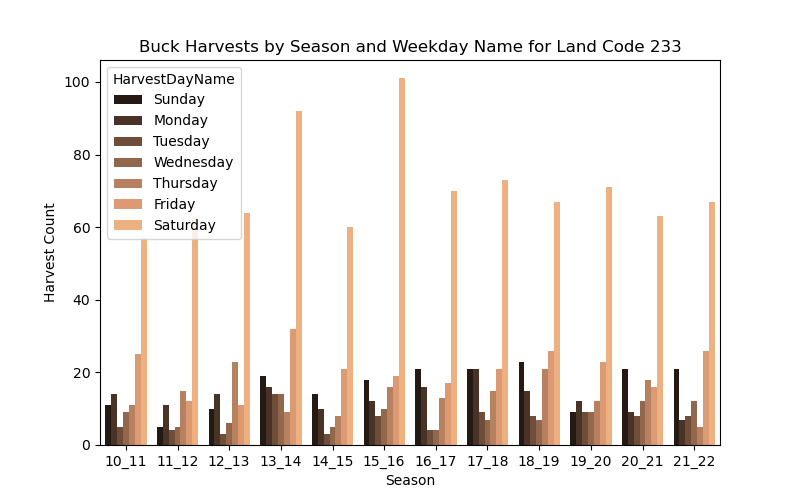 Buck Harvests by Season and Weekday Name for Land Code 233
HarvestDayName
Sunday
Monday
Tuesday
Wednesday
Thursday
Friday
Saturday
100
80
60
40
20
0
Harvest Count
10_11 11_12 12_13 13_14 14_15 15_16 16_17 17_18 18_19 19_20 20_21 21_22
Season